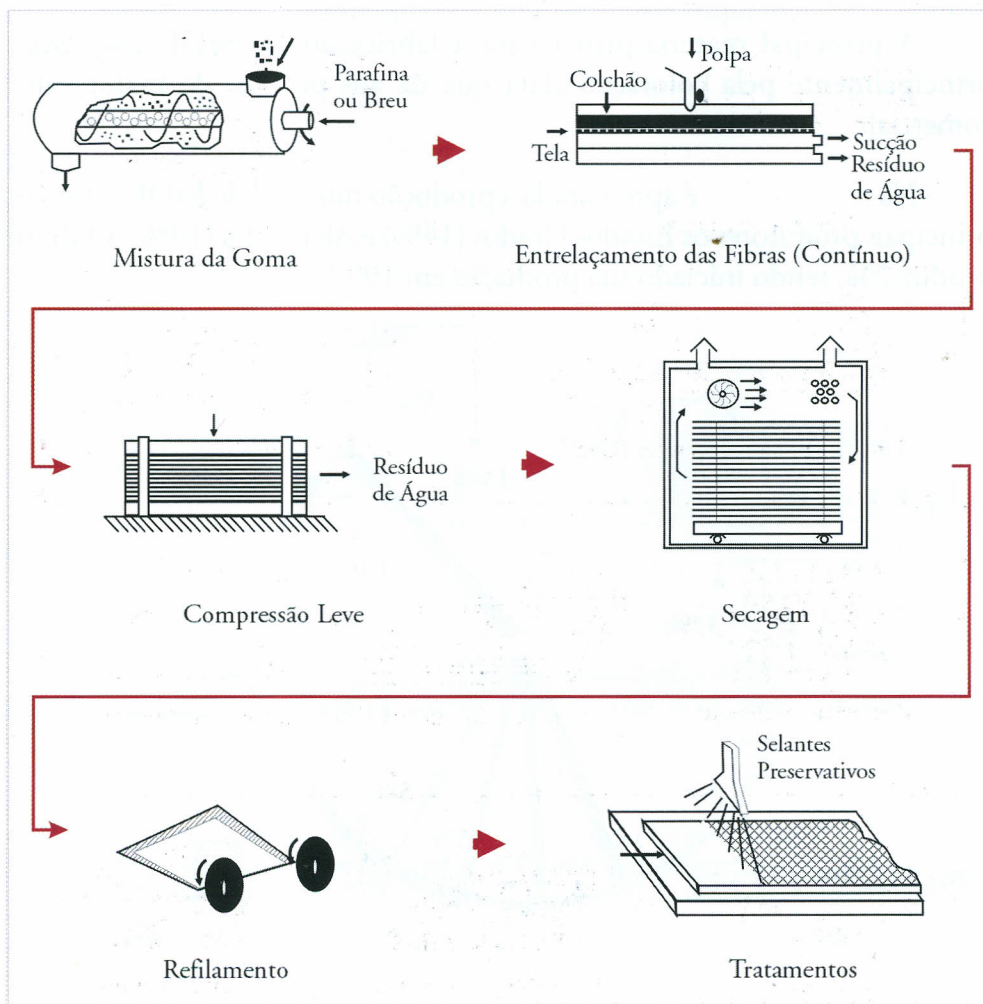 Parafina
ou Breu
Mistura da Goma
Polpa
Colchão
Tela
Sucção
Resíduo
de Água
Entrelaçamento das Fibras (Contínuo)
Resíduo
de Água
Compressão Leve
Secagem
Refilamento
Selantes
Preservativos
Tratamentos